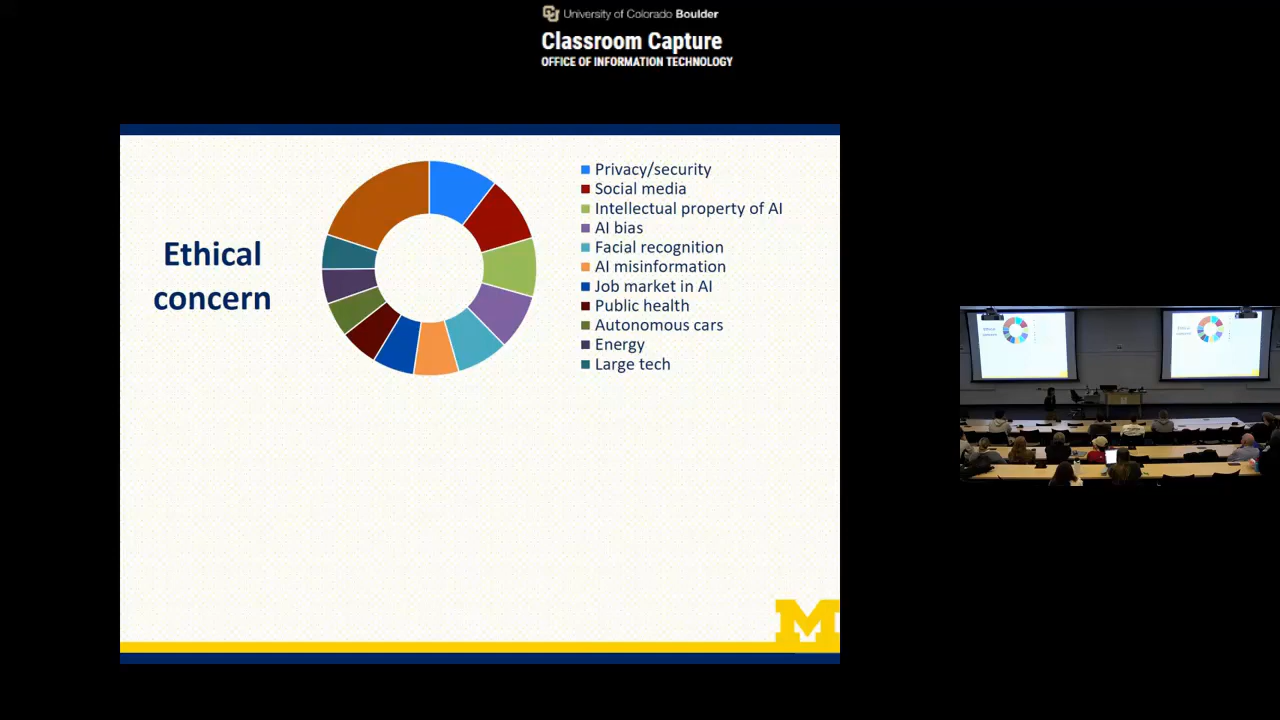 University of Colorado Boulder
Classroom Capture
OFFICE OF INFORMATION TECHNOLOGY
Ethical
concern
Privacy/security
Social media
Intellectual property of AI
AI bias
Facial recognition
AI misinformation
Job market in AI
Public health
Autonomous cars
Energy
Large tech
M